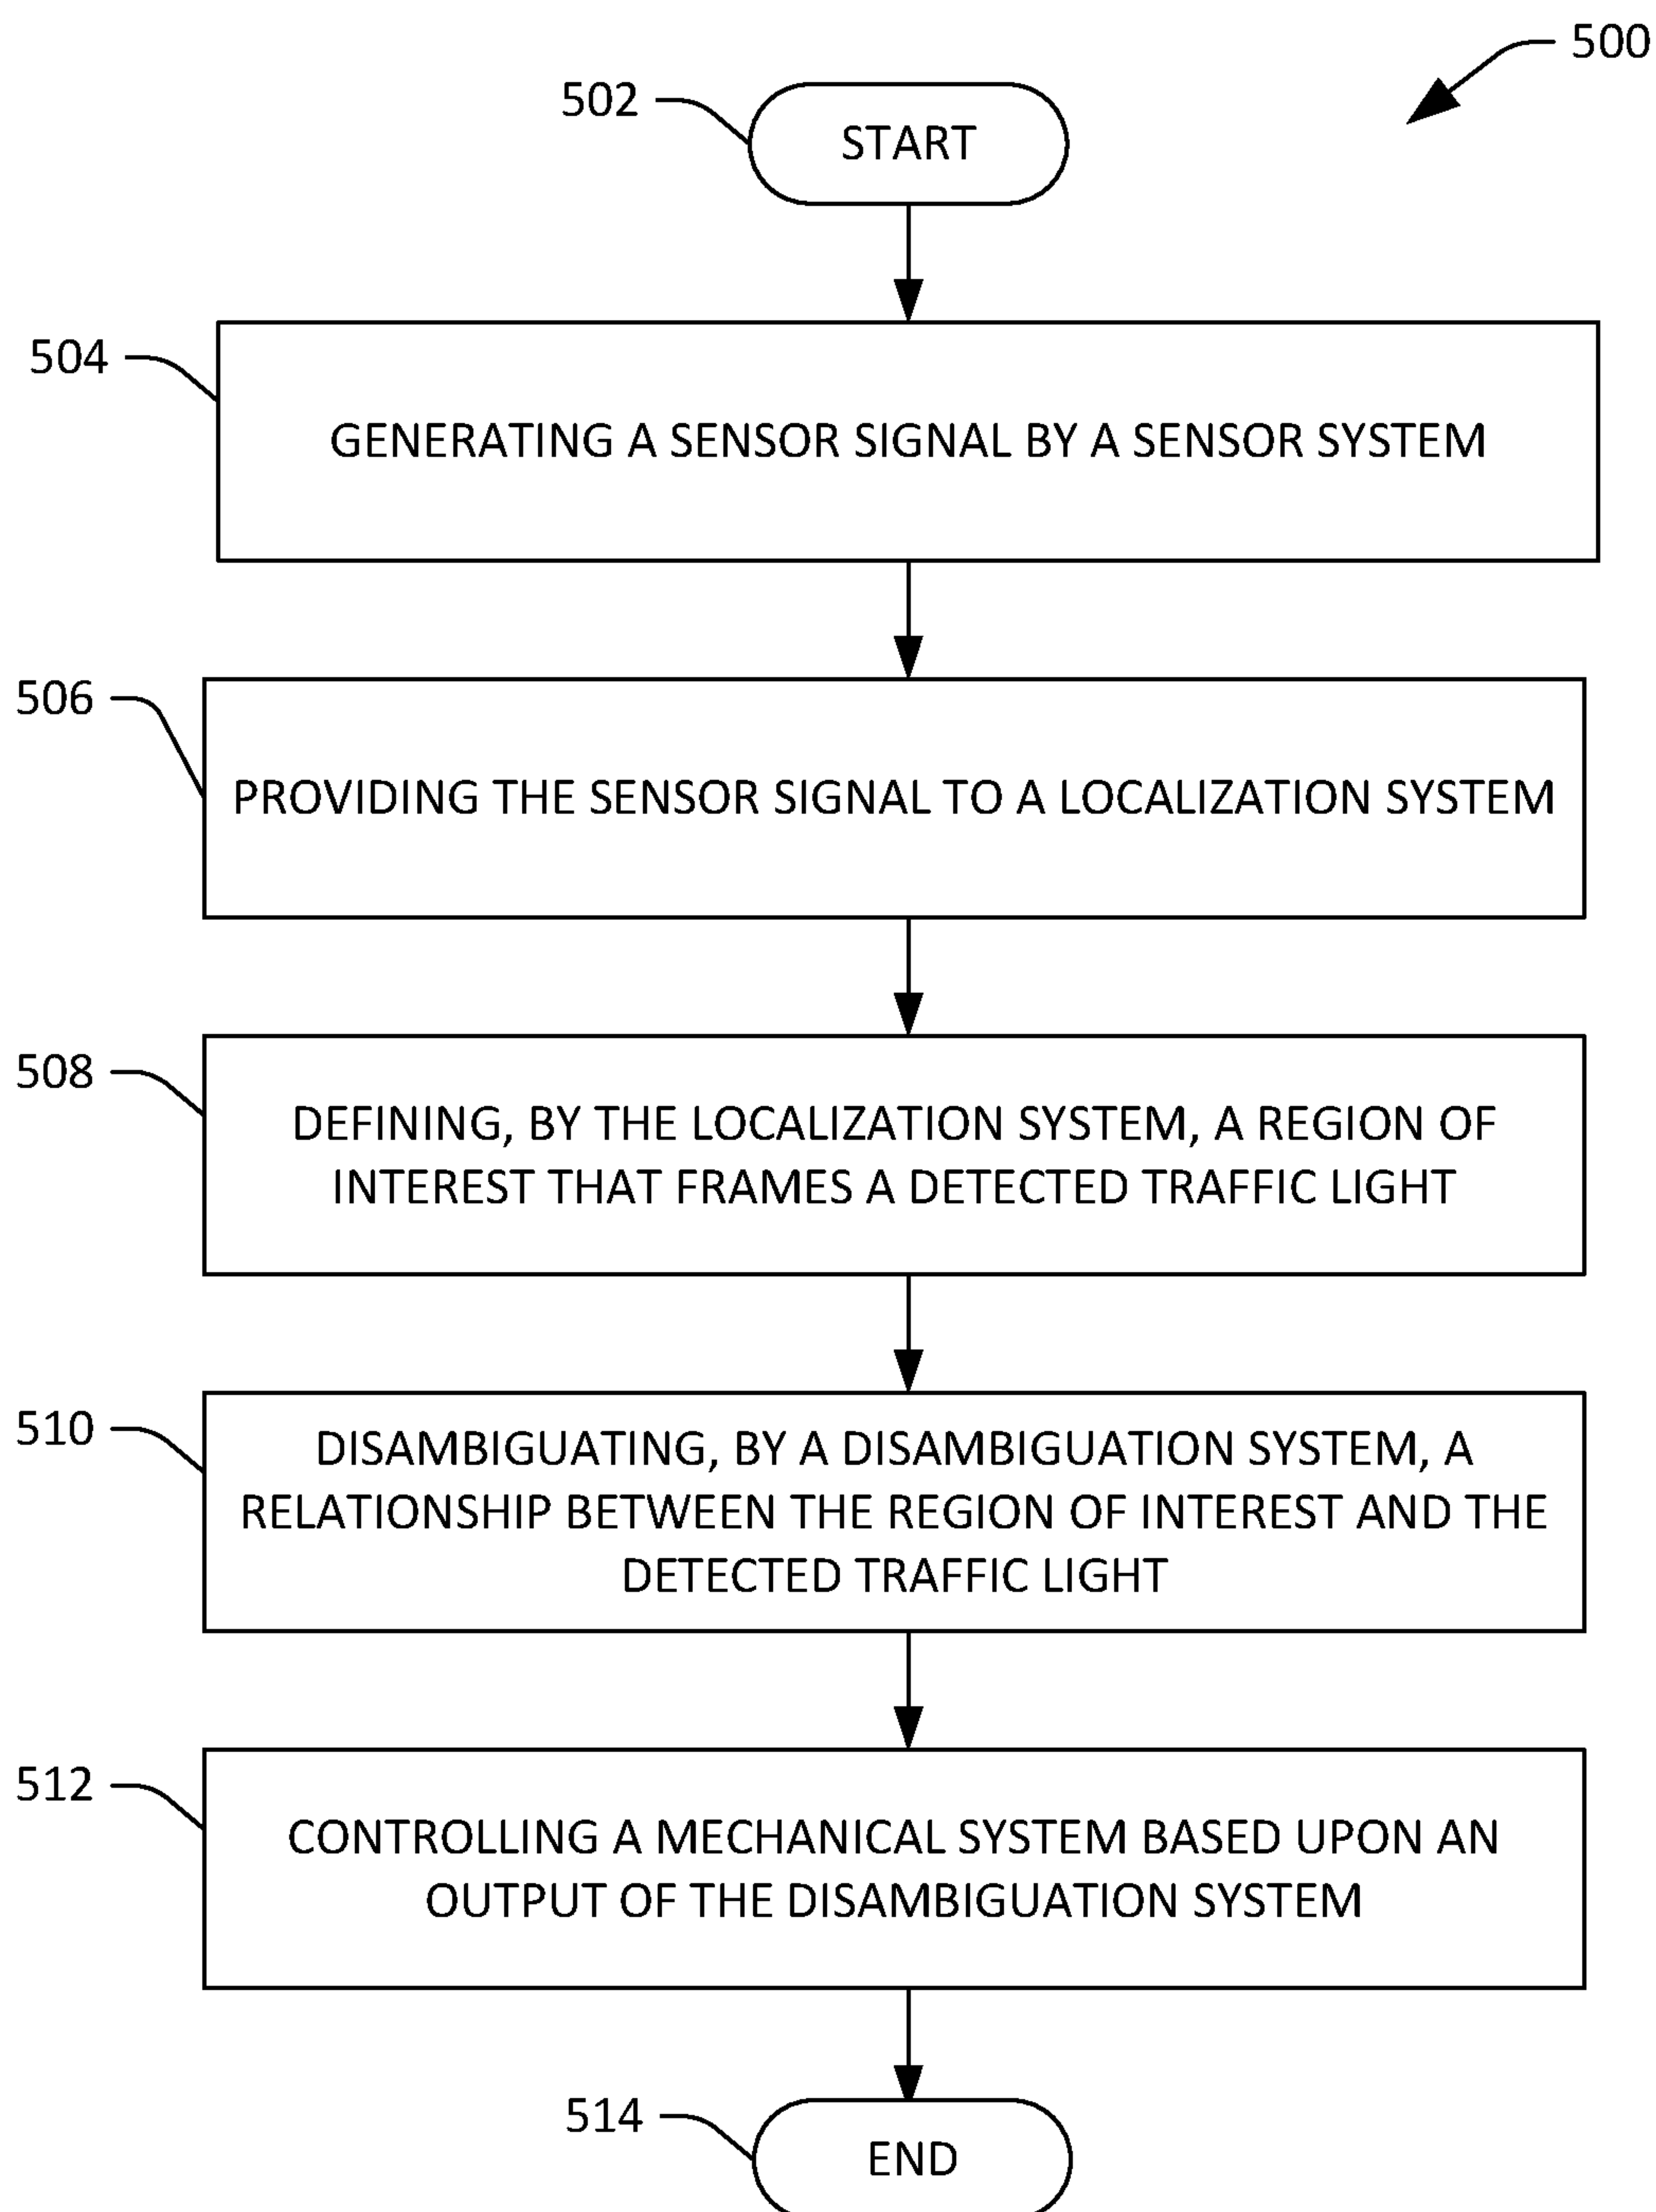 500
502
START
504
GENERATING A SENSOR SIGNAL BY A SENSOR SYSTEM
506
PROVIDING THE SENSOR SIGNAL TO A LOCALIZATION SYSTEM
508
DEFINING, BY THE LOCALIZATION SYSTEM, A REGION OF
INTEREST THAT FRAMES A DETECTED TRAFFIC LIGHT
510
DISAMBIGUATING, BY A DISAMBIGUATION SYSTEM, A
RELATIONSHIP BETWEEN THE REGION OF INTEREST AND THE
DETECTED TRAFFIC LIGHT
512
CONTROLLING A MECHANICAL SYSTEM BASED UPON AN
OUTPUT OF THE DISAMBIGUATION SYSTEM
514
END